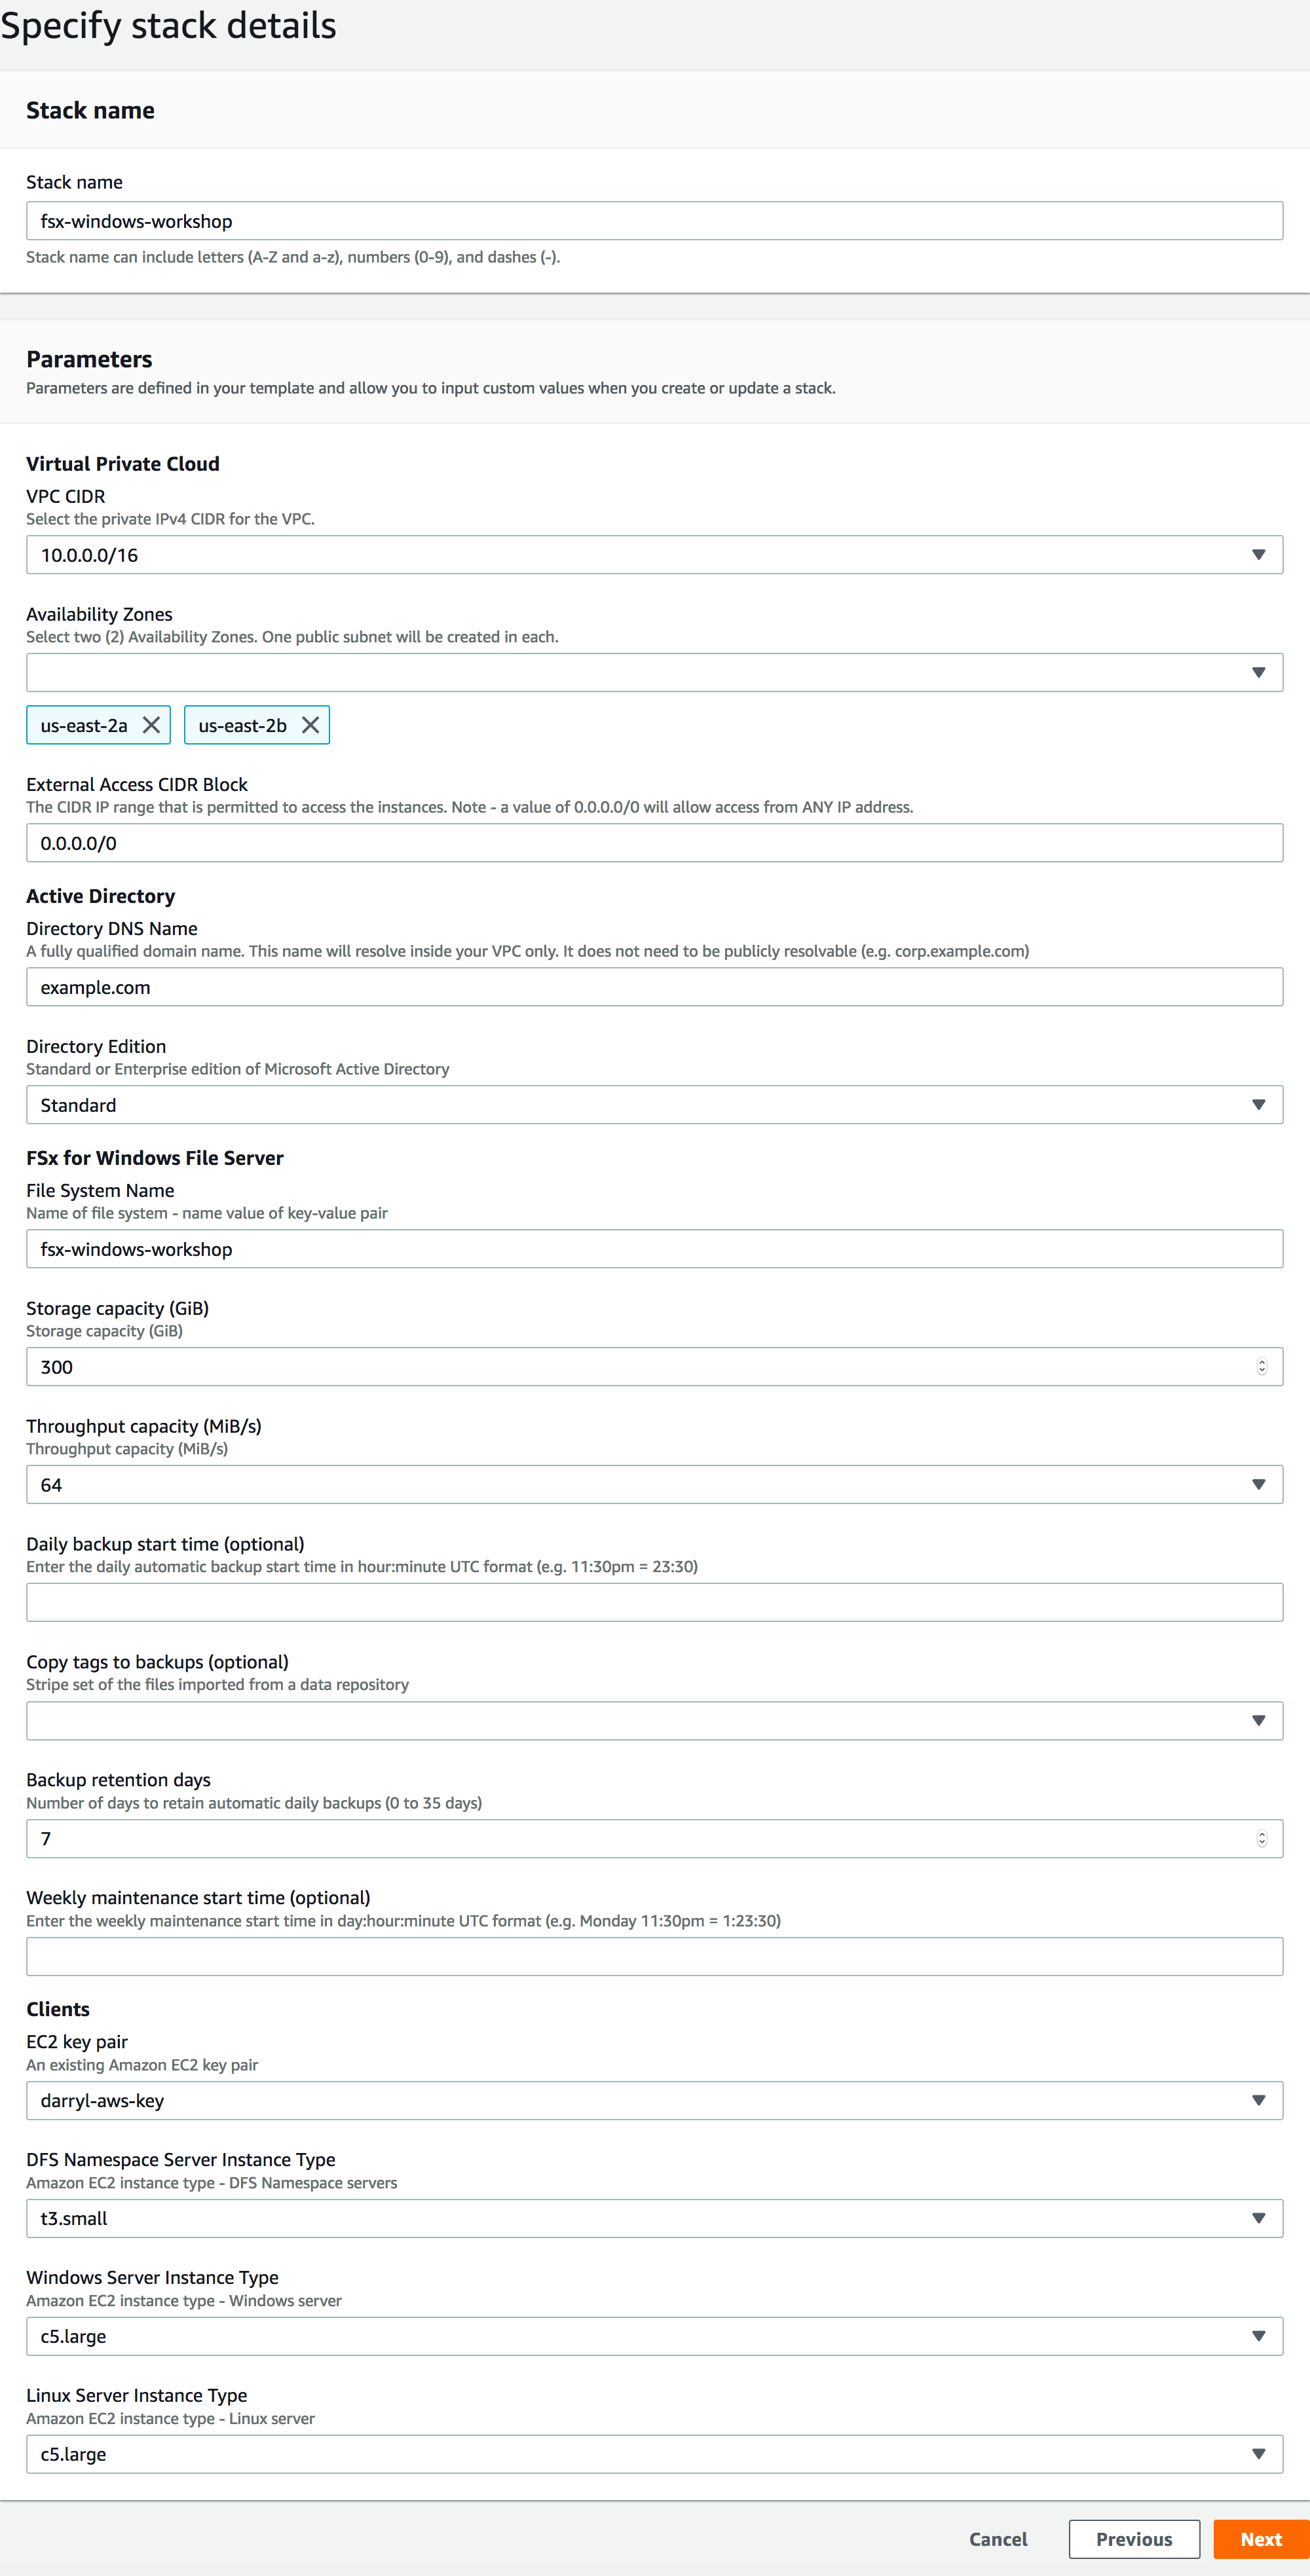 Specify stack details
Stack name
Stack name
fsx-windows-workshop
Stack name can include letters (A-Z and a-z), numbers (0-9), and dashes (-).
Parameters
Parameters are defined in your template and allow you to input custom values when you create or update a stack.
Virtual Private Cloud
VPC CIDR
Select the private IPv4 CIDR for the VPC.
10.0.0.0/16
Availability Zones
Select two (2) Availability Zones. One public subnet will be created in each.
us-east-2a us-east-2b
External Access CIDR Block
The CIDR IP range that is permitted to access the instances. Note - a value of 0.0.0.0/0 will allow access from ANY IP address.
0.0.0.0/0
Active Directory
Directory DNS Name
A fully qualified domain name. This name will resolve inside your VPC only. It does not need to be publicly resolvable (e.g. corp.example.com)
example.com
Directory Edition
Standard or Enterprise edition of Microsoft Active Directory
Standard
FSx for Windows File Server
File System Name
Name of file system - name value of key-value pair
fsx-windows-workshop
Storage capacity (GiB)
Storage capacity (GiB)
300
Throughput capacity (MiB/s)
Throughput capacity (MiB/s)
64
Daily backup start time (optional)
Enter the daily automatic backup start time in hour:minute UTC format (e.g. 11:30pm = 23:30)
Copy tags to backups (optional)
Stripe set of the files imported from a data repository
Backup retention days
Number of days to retain automatic daily backups (0 to 35 days)
7
Weekly maintenance start time (optional)
Enter the weekly maintenance start time in day:hour:minute UTC format (e.g. Monday 11:30pm = 1:23:30)
Clients
EC2 key pair
An existing Amazon EC2 key pair
darryl-aws-key
DFS Namespace Server Instance Type
Amazon EC2 instance type - DFS Namespace servers
t3.small
Windows Server Instance Type
Amazon EC2 instance type - Windows server
c5.large
Linux Server Instance Type
Amazon EC2 instance type - Linux server
c5.large
Cancel Previous Next